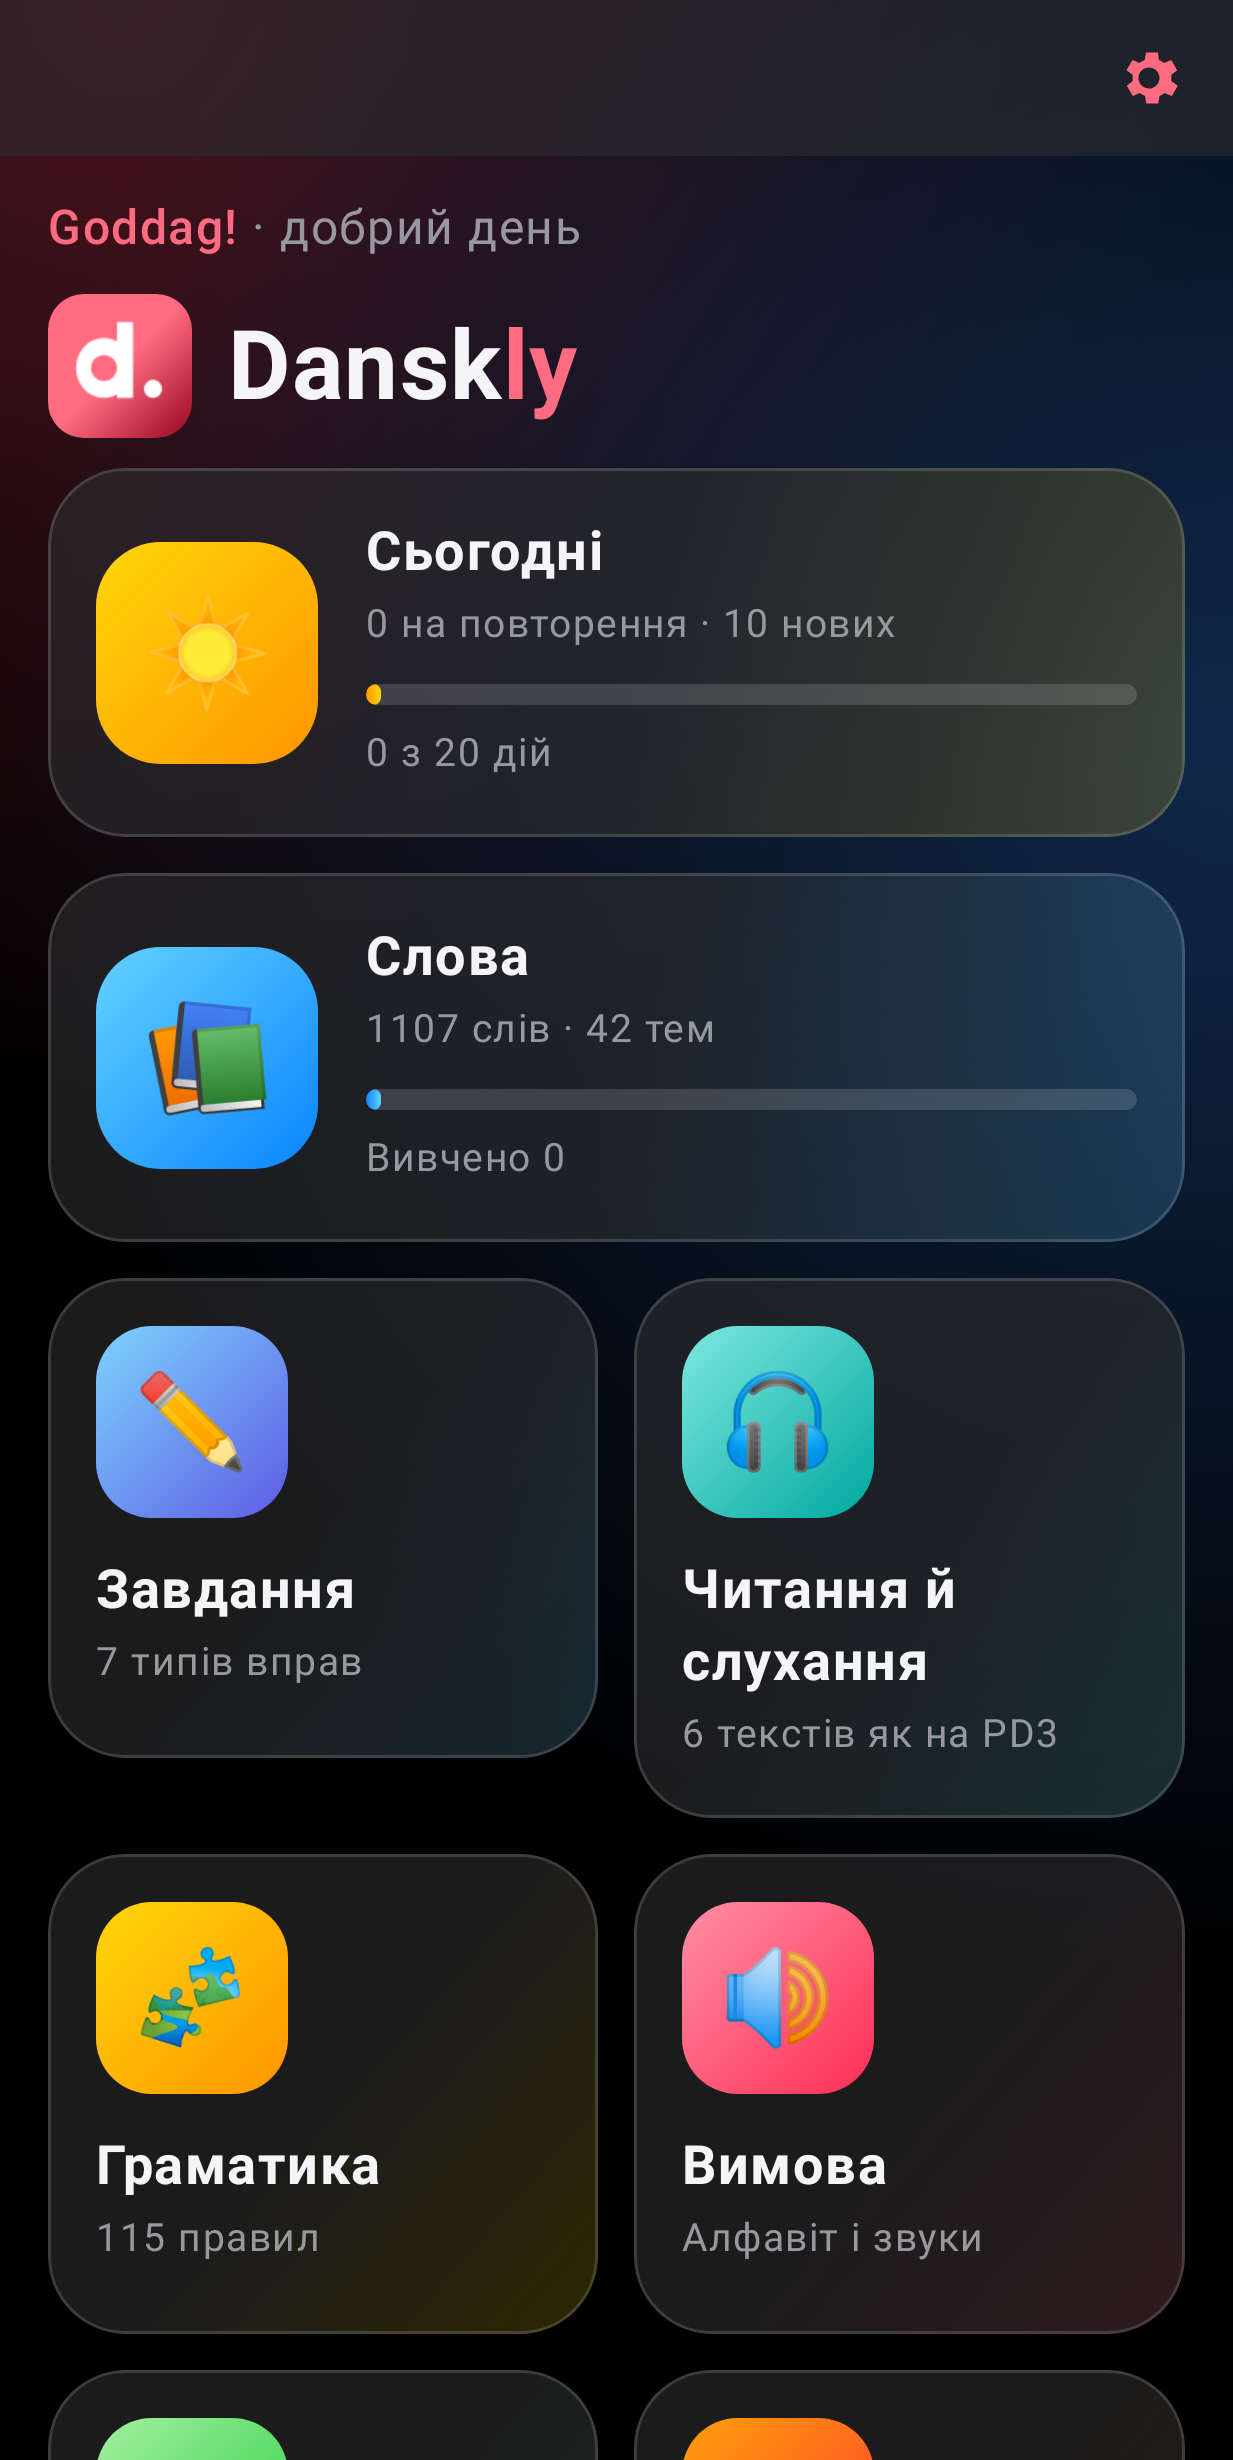 Goddag! · добрий день
d. Danskly
Сьогодні
0 на повторення · 10 нових
0 з 20 дій
Слова
1107 слів · 42 тем
Вивчено 0
Завдання
7 типів вправ
Читання й
слухання
6 текстів як на PD3
Граматика
115 правил
Вимова
Алфавіт і звуки